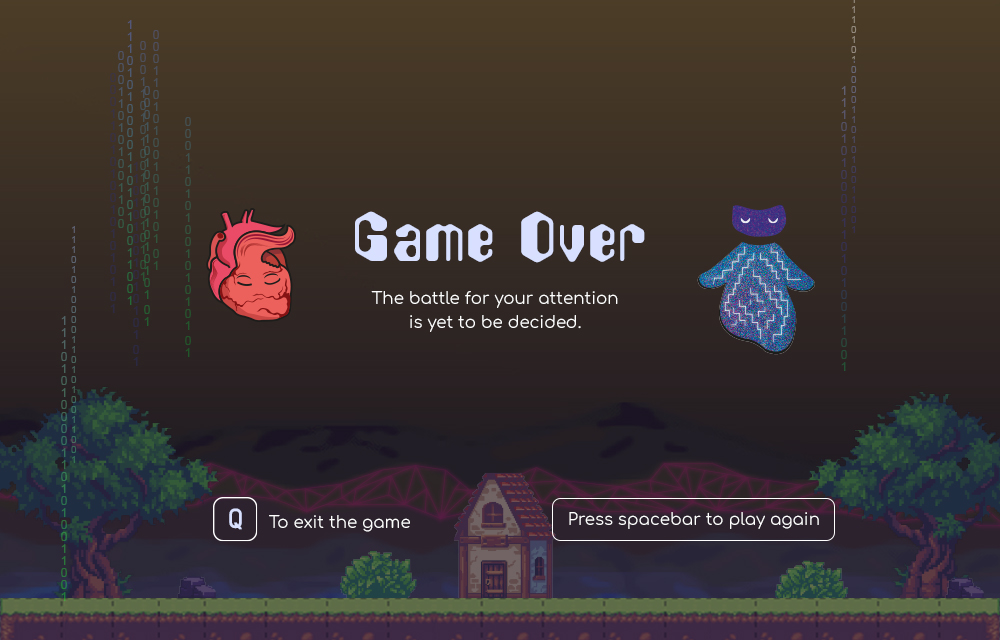 Game Over
The battle for your attention
is yet to be decided.
Q
To exit the game
Press spacebar to play again